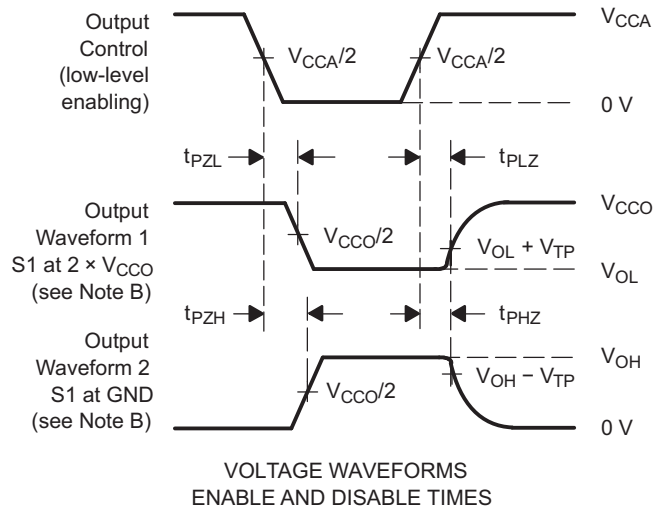 Output
Control
(low-level
enabling)
VCCA/2
VCCA/2
VCCA
0 V
tPZL
tPLZ
Output
Waveform 1
S1 at 2 × VCCO
(see Note B)
VCCO/2
VCCO
VOL + VTP
VOL
tPZH
tPHZ
Output
Waveform 2
S1 at GND
(see Note B)
VCCO/2
VOH
VOH − VTP
0 V
VOLTAGE WAVEFORMS
ENABLE AND DISABLE TIMES